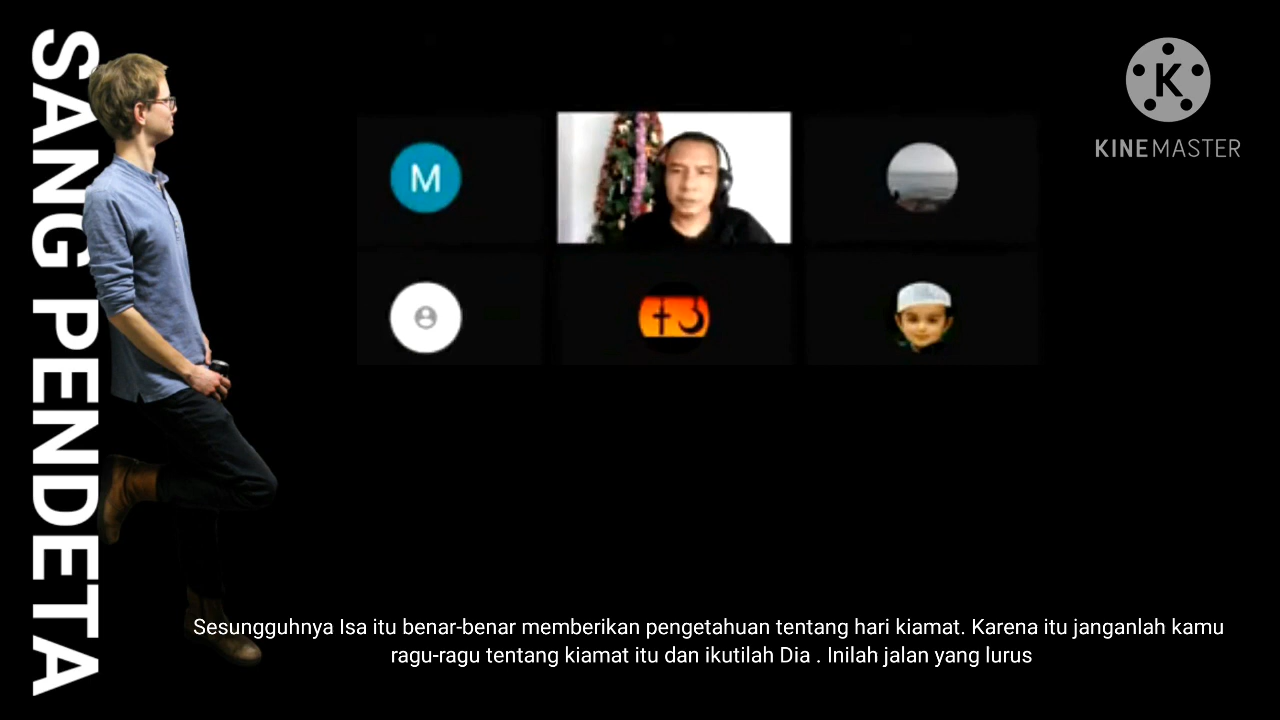 SANG PENDETA
K
KINEMASTER
M
Sesungguhnya Isa itu benar-benar memberikan pengetahuan tentang hari kiamat. Karena itu janganlah kamu
ragu-ragu tentang kiamat itu dan ikutilah Dia . Inilah jalan yang lurus